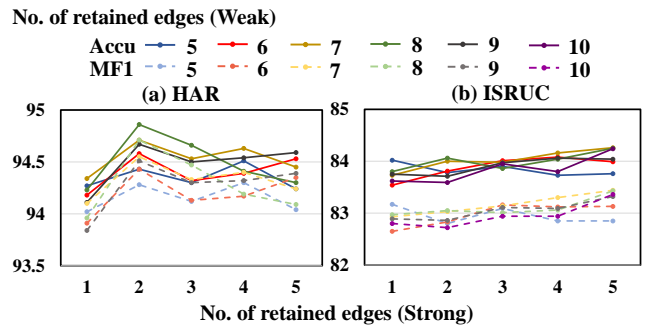 No. of retained edges (Weak)
Accu 5 6 7 8 9 10
MF1 5 6 7 8 9 10
(a) HAR (b) ISRUC
95 85
94.5 84
94 83
93.5 82
1 2 3 4 5 1 2 3 4 5
No. of retained edges (Strong)